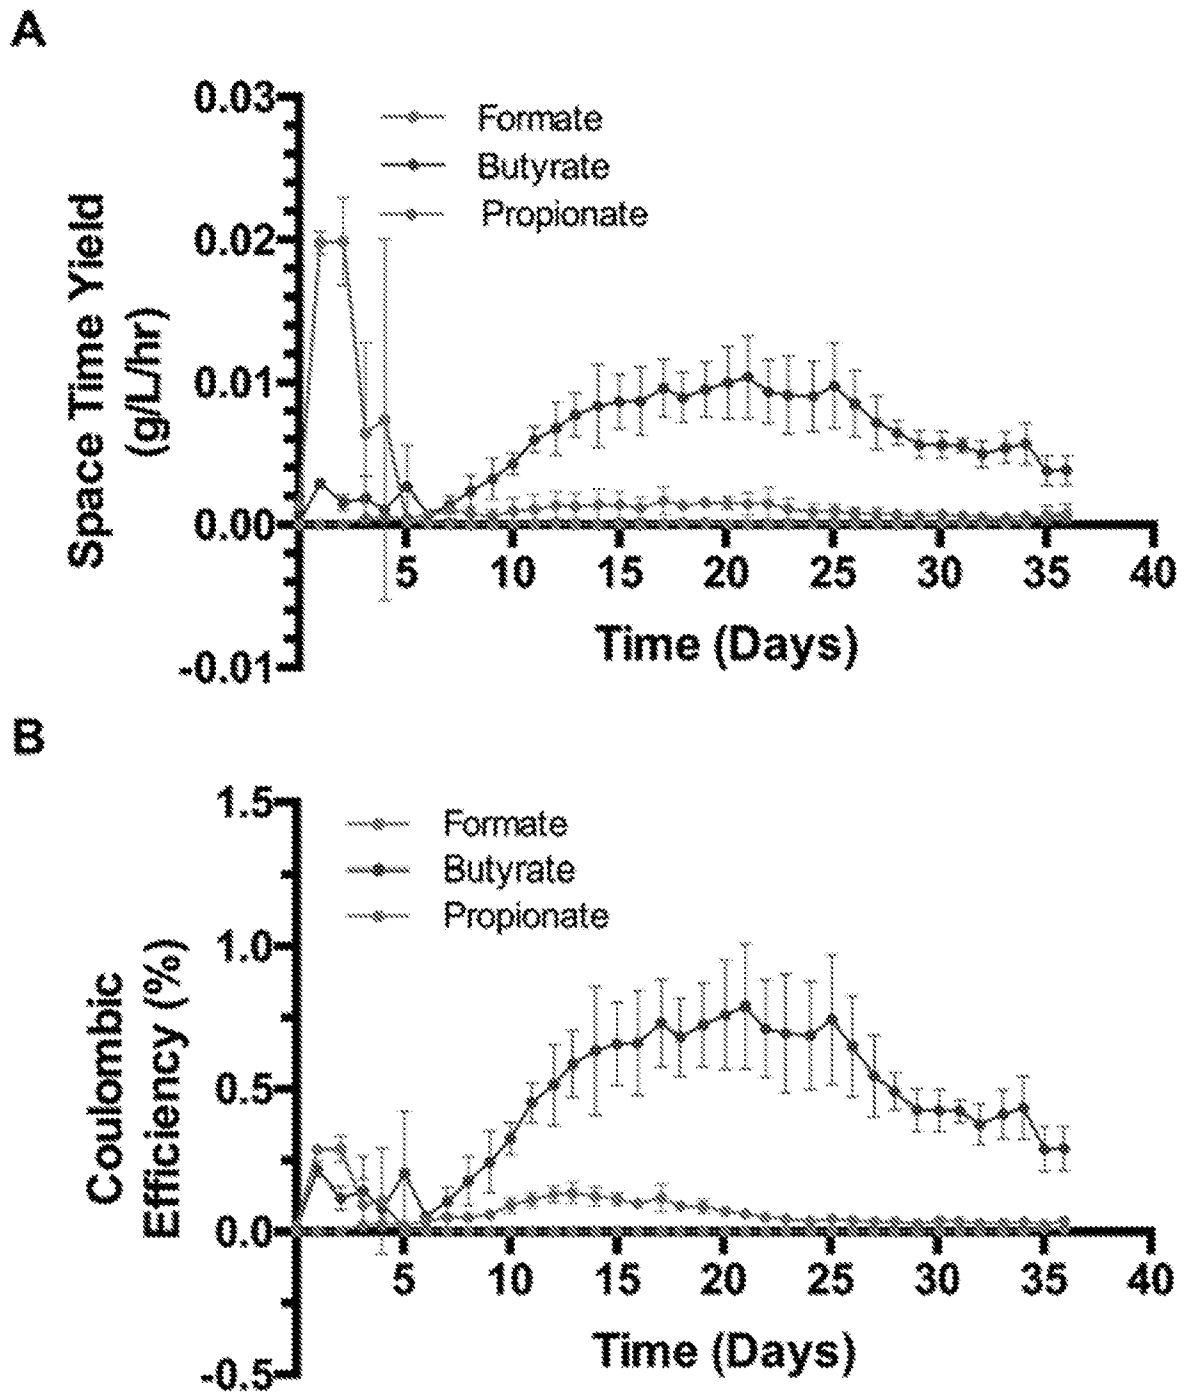 A
0.03
0.02
0.01
0.00
-0.01
Space Time Yield
(g/L/hr)
Formate
Butyrate
Propionate
5 10 15 20 25 30 35 40
Time (Days)
B
1.5
1.0
0.5
0.0
-0.5
Coulombic
Efficiency (%)
Formate
Butyrate
Propionate
5 10 15 20 25 30 35 40
Time (Days)